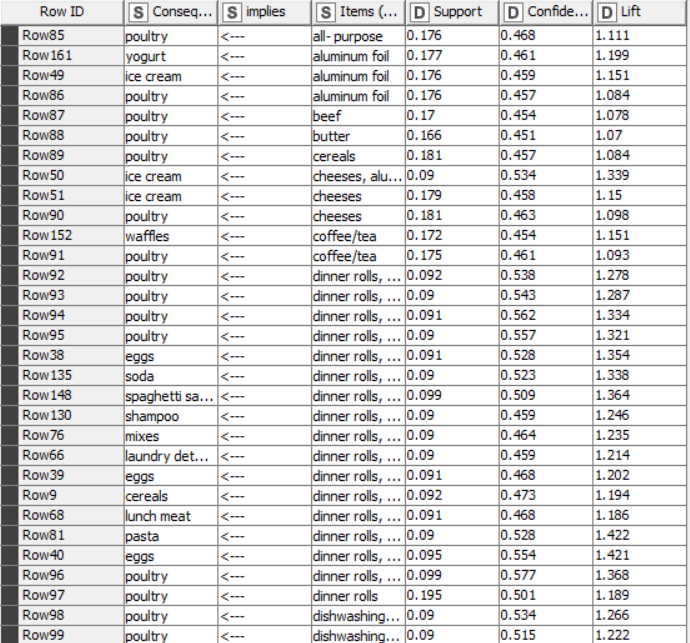 Row ID S Conseq... S implies S Items (... D Support D Confide... D Lift
Row85 poultry <--- all- purpose 0.176 0.468 1.111
Row161 yogurt <--- aluminum foil 0.177 0.461 1.199
Row49 ice cream <--- aluminum foil 0.176 0.459 1.151
Row86 poultry <--- aluminum foil 0.176 0.457 1.084
Row87 poultry <--- beef 0.17 0.454 1.078
Row88 poultry <--- butter 0.166 0.451 1.07
Row89 poultry <--- cereals 0.181 0.457 1.084
Row50 ice cream <--- cheeses, alu... 0.09 0.534 1.339
Row51 ice cream <--- cheeses 0.179 0.458 1.15
Row90 poultry <--- cheeses 0.181 0.463 1.098
Row152 waffles <--- coffee/tea 0.172 0.454 1.151
Row91 poultry <--- coffee/tea 0.175 0.461 1.093
Row92 poultry <--- dinner rolls, ... 0.092 0.538 1.278
Row93 poultry <--- dinner rolls, ... 0.09 0.543 1.287
Row94 poultry <--- dinner rolls, ... 0.091 0.562 1.334
Row95 poultry <--- dinner rolls, ... 0.09 0.557 1.321
Row38 eggs <--- dinner rolls, ... 0.091 0.528 1.354
Row135 soda <--- dinner rolls, ... 0.09 0.523 1.338
Row148 spaghetti sa... <--- dinner rolls, ... 0.099 0.509 1.364
Row130 shampoo <--- dinner rolls, ... 0.09 0.459 1.246
Row76 mixes <--- dinner rolls, ... 0.09 0.464 1.235
Row66 laundry det... <--- dinner rolls, ... 0.09 0.459 1.214
Row39 eggs <--- dinner rolls, ... 0.091 0.468 1.202
Row9 cereals <--- dinner rolls, ... 0.092 0.473 1.194
Row68 lunch meat <--- dinner rolls, ... 0.091 0.468 1.186
Row81 pasta <--- dinner rolls, ... 0.09 0.528 1.422
Row40 eggs <--- dinner rolls, ... 0.095 0.554 1.421
Row96 poultry <--- dinner rolls, ... 0.099 0.577 1.368
Row97 poultry <--- dinner rolls 0.195 0.501 1.189
Row98 poultry <--- dishwashing... 0.09 0.534 1.266
Row99 poultry <--- dishwashing... 0.09 0.515 1.222